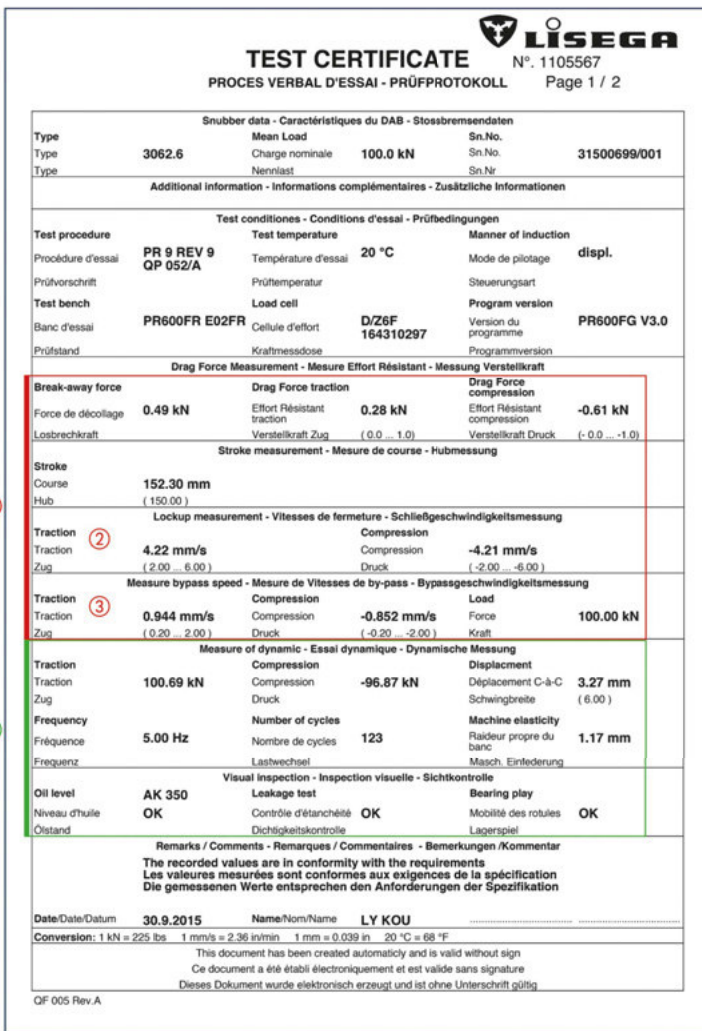 LISEGA
TEST CERTIFICATE N°. 1105567
PROCES VERBAL D'ESSAI - PRÜFPROTOKOLL Page 1 / 2
Snubber data - Caractéristiques du DAB - Stossbremsendaten
Type Mean Load Sn.No.
Type 3062.6 Charge nominale 100.0 kN Sn.No. 31500699/001
Type Nennlast Sn.Nr
Additional information - Informations complémentaires - Zusätzliche Informationen
Test conditiones - Conditions d'essai - Prüfbedingungen
Test procedure Test temperature Manner of induction
Procédure d'essai PR 9 REV 9 QP 052/A Température d'essai 20 °C Mode de pilotage displ.
Prüfvorschrift Prüftemperatur Steuerungsart
Test bench Load cell Program version
Banc d'essai PR600FR E02FR Cellule d'effort D/Z6F 164310297 Version du programme PR600FG V3.0
Prüfstand Kraftmessdose Programmversion
Drag Force Measurement - Mesure Effort Résistant - Messung Verstellkraft
Break-away force Drag Force traction Drag Force compression
Force de décollage 0.49 kN Effort Résistant traction 0.28 kN Effort Résistant compression -0.61 kN
Losbrechkraft Verstellkraft Zug ( 0.0 ... 1.0) Verstellkraft Druck (- 0.0 ... -1.0)
Stroke measurement - Mesure de course - Hubmessung
Stroke
Course 152.30 mm
Hub ( 150.00 )
Lockup measurement - Vitesses de fermeture - Schließgeschwindigkeitsmessung
Traction ② Compression
Traction 4.22 mm/s Compression -4.21 mm/s
Zug ( 2.00 ... 6.00) Druck ( -2.00 ... -6.00)
Measure bypass speed - Mesure de Vitesses de by-pass - Bypassgeschwindigkeitsmessung
Traction ③ Compression Load
Traction 0.944 mm/s Compression -0.852 mm/s Force 100.00 kN
Zug ( 0.20 ... 2.00) Druck ( -0.20 ... -2.00) Kraft
Measure of dynamic - Essai dynamique - Dynamische Messung
Traction Compression Displacment
Traction 100.69 kN Compression -96.87 kN Déplacement C-à-C 3.27 mm
Zug Druck Schwingbreite ( 6.00 )
Frequency Number of cycles Machine elasticity
Fréquence 5.00 Hz Nombre de cycles 123 Raideur propre du banc 1.17 mm
Frequenz Lastwechsel Masch. Einfederung
Visual inspection - Inspection visuelle - Sichtkontrolle
Oil level AK 350 Leakage test Bearing play
Niveau d'huile OK Contrôle d'étanchéité OK Mobilité des rotules OK
Ölstand Dichtigkeitskontrolle Lagerspiel
Remarks / Comments - Remarques / Commentaires - Bemerkungen /Kommentar
The recorded values are in conformity with the requirements
Les valeures mesurées sont conformes aux exigences de la spécification
Die gemessenen Werte entsprechen den Anforderungen der Spezifikation
Date/Date/Datum 30.9.2015 Name/Nom/Name LY KOU
Conversion: 1 kN = 225 lbs 1 mm/s = 2.36 in/min 1 mm = 0.039 in 20 °C = 68 °F
This document has been created automaticly and is valid without sign
Ce document a été établi électroniquement et est valide sans signature
Dieses Dokument wurde elektronisch erzeugt und ist ohne Unterschrift gültig
QF 005 Rev.A